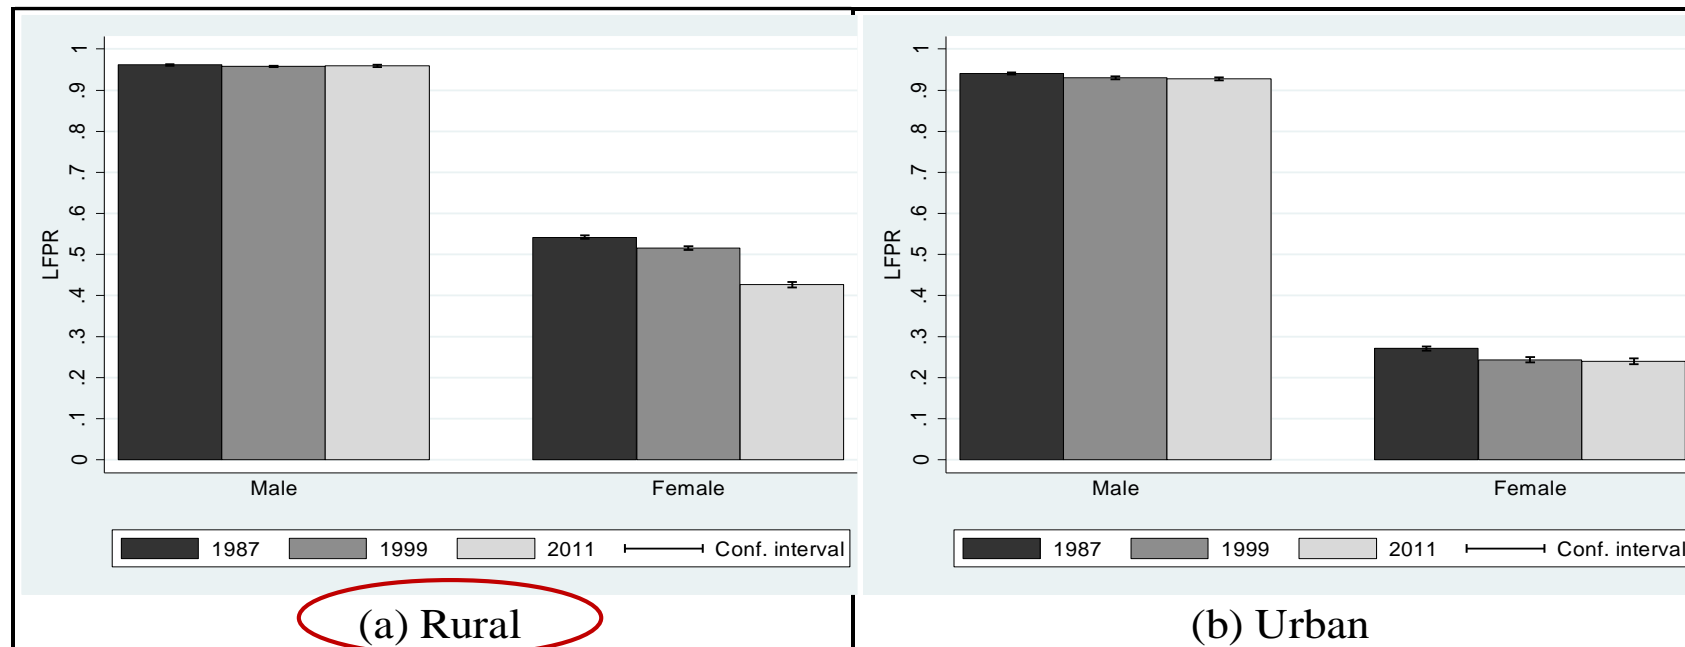 1
.9
.8
.7
.6
.5
.4
.3
.2
.1
0
LFPR
Male Female
1987 1999 2011 Conf. interval
(a) Rural
1
.9
.8
.7
.6
.5
.4
.3
.2
.1
0
LFPR
Male Female
1987 1999 2011 Conf. interval
(b) Urban